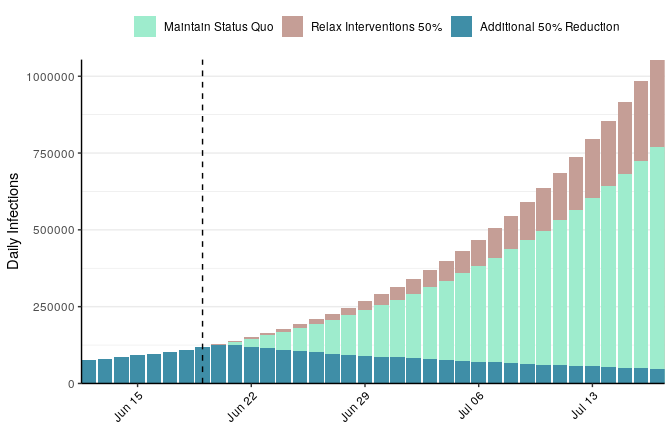 Maintain Status Quo Relax Interventions 50% Additional 50% Reduction
Daily Infections
1000000
750000
500000
250000
0
Jun 15 Jun 22 Jun 29 Jul 06 Jul 13